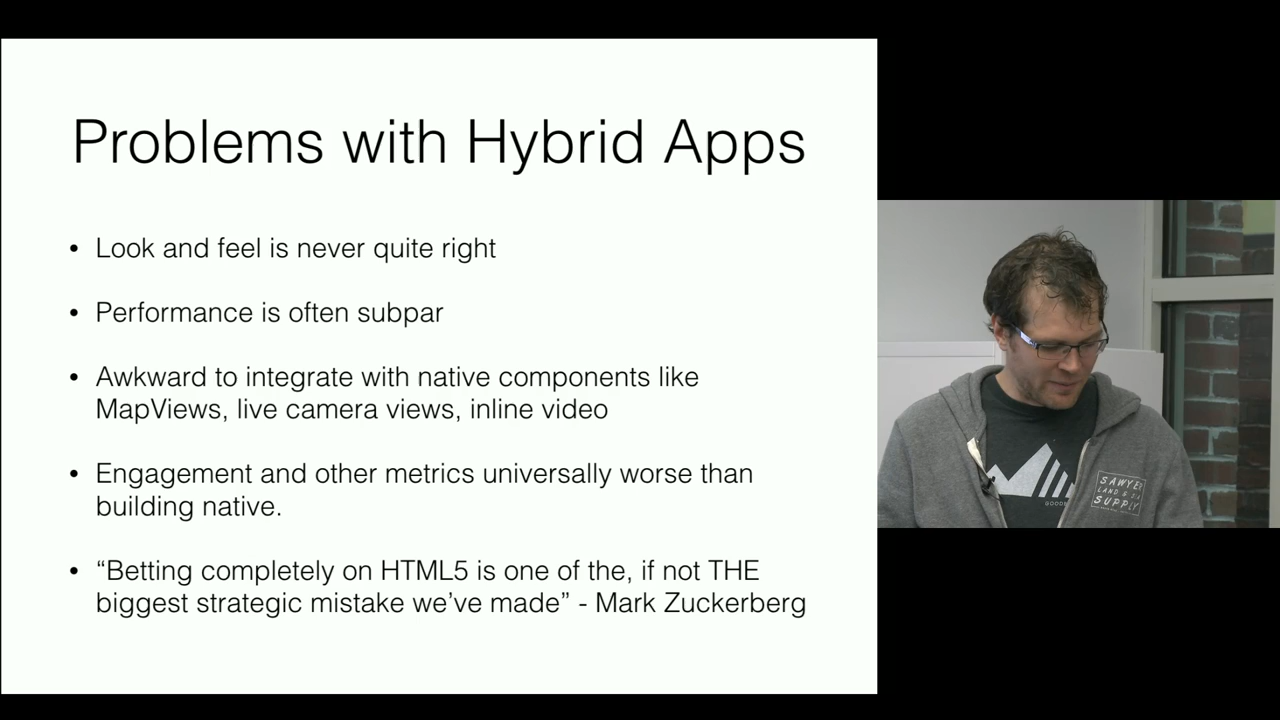 Problems with Hybrid Apps
• Look and feel is never quite right
• Performance is often subpar
• Awkward to integrate with native components like
MapViews, live camera views, inline video
• Engagement and other metrics universally worse than
building native.
• “Betting completely on HTML5 is one of the, if not THE
biggest strategic mistake we’ve made” - Mark Zuckerberg
SAWYER
LAND &
SUPPLY